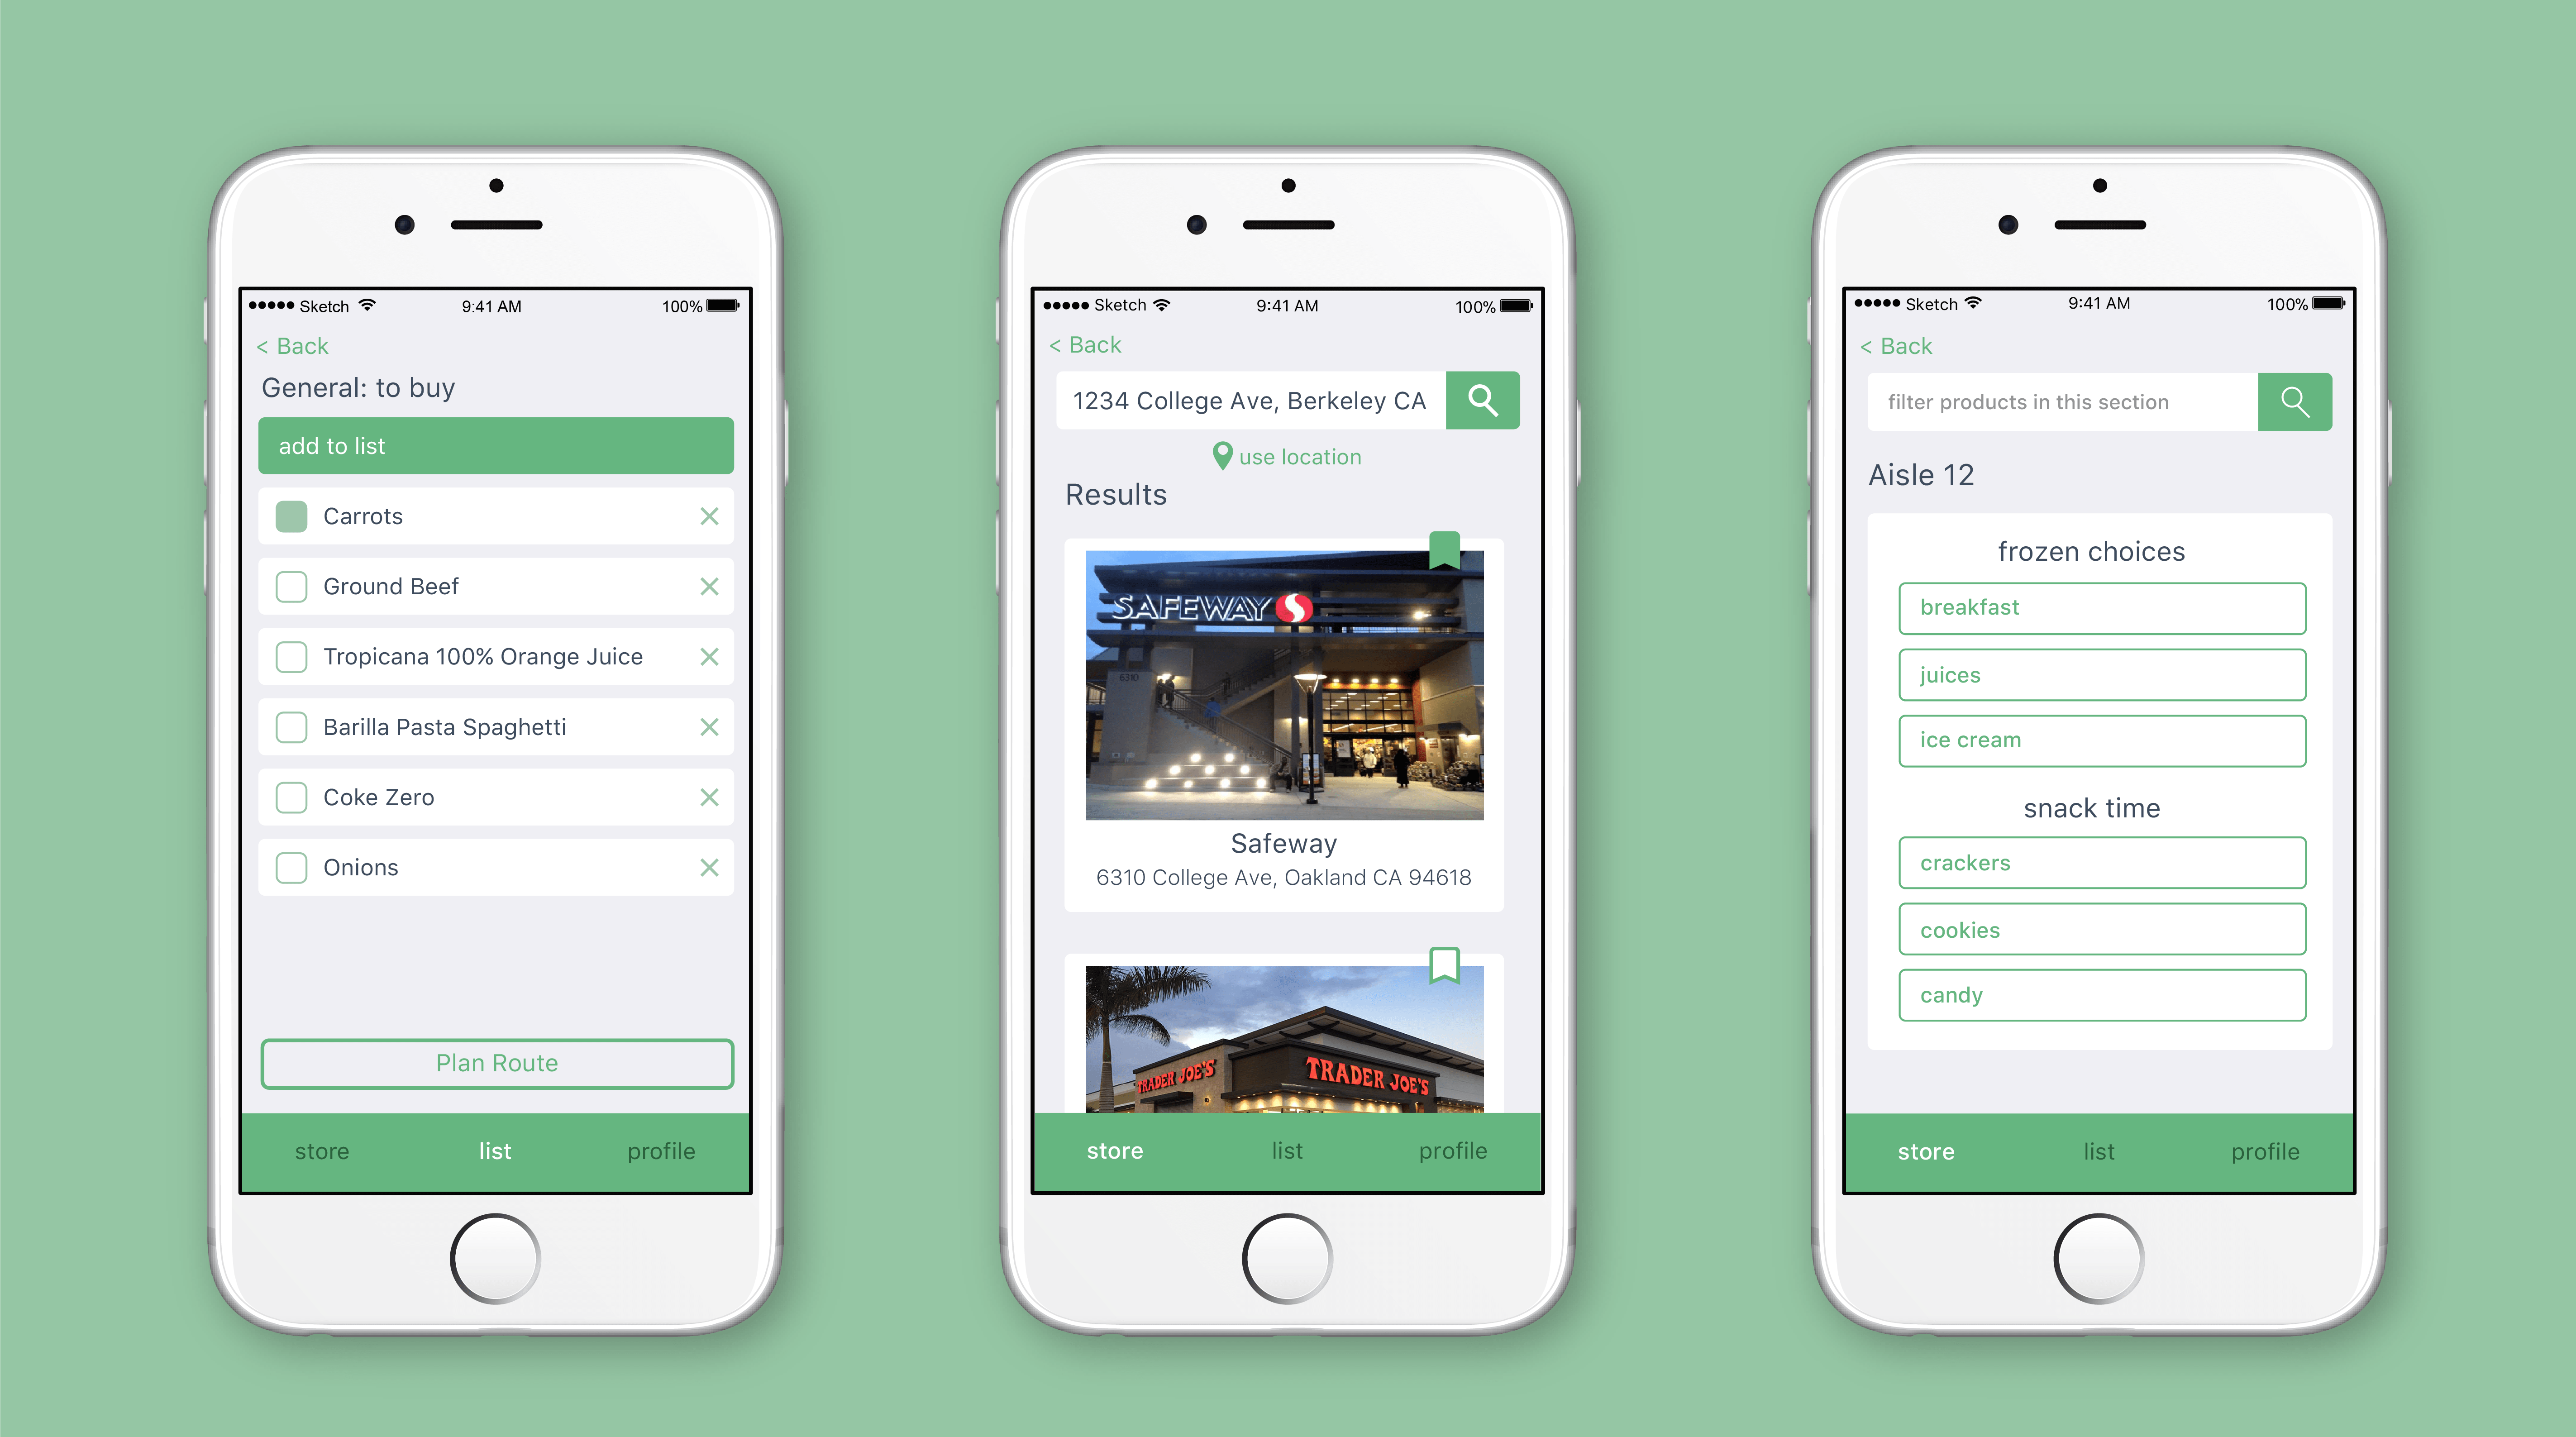 Sketch 9:41 AM 100%
< Back
General: to buy
add to list
Carrots
Ground Beef
Tropicana 100% Orange Juice
Barilla Pasta Spaghetti
Coke Zero
Onions
Plan Route
store list profile
Sketch 9:41 AM 100%
< Back
1234 College Ave, Berkeley CA
use location
Results
SAFEWAY
6310
Safeway
6310 College Ave, Oakland CA 94618
TRADER JOE'S
TRADER JOE'S
store list profile
Sketch 9:41 AM 100%
< Back
filter products in this section
Aisle 12
frozen choices
breakfast
juices
ice cream
snack time
crackers
cookies
candy
store list profile